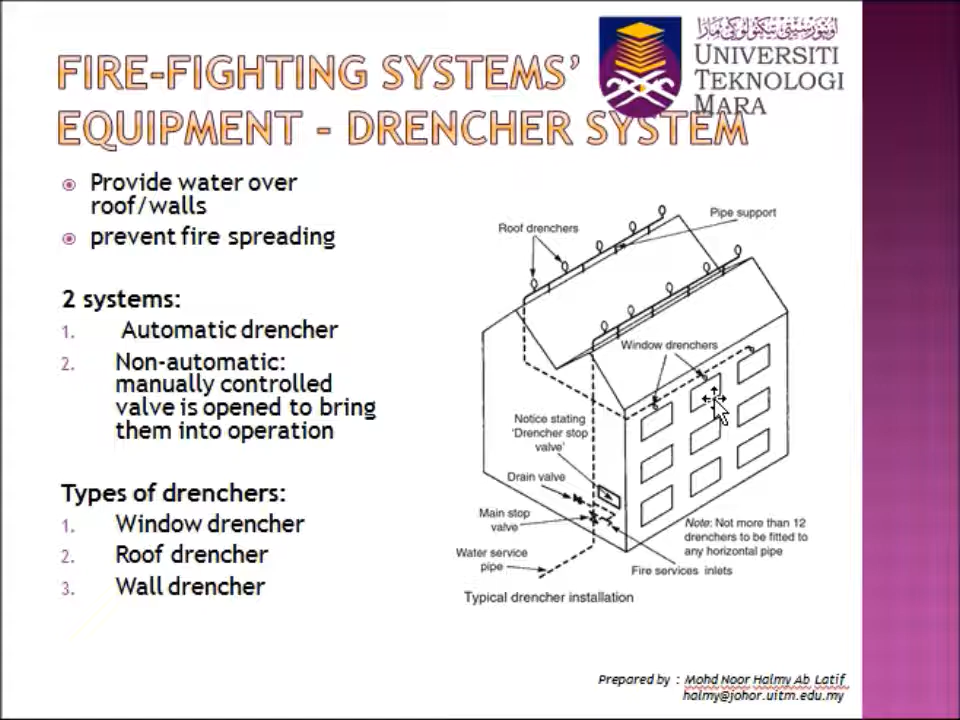 اونيۏرسيتي تيكنولوڬي مارا
UNIVERSITI
TEKNOLOGI
MARA
FIRE-FIGHTING SYSTEMS'
EQUIPMENT - DRENCHER SYSTEM
Provide water over
roof/walls
prevent fire spreading
2 systems:
1. Automatic drencher
2. Non-automatic:
manually controlled
valve is opened to bring
them into operation
Types of drenchers:
1. Window drencher
2. Roof drencher
3. Wall drencher
Pipe support
Roof drenchers
Window drenchers
Notice stating
'Drencher stop
valve'
Drain valve
Main stop
valve
Water service
pipe
Note: Not more than 12
drenchers to be fitted to
any horizontal pipe
Fire services inlets
Typical drencher installation
Prepared by : Mohd Noor Halmy Ab Latif
halmy@johor.uitm.edu.my